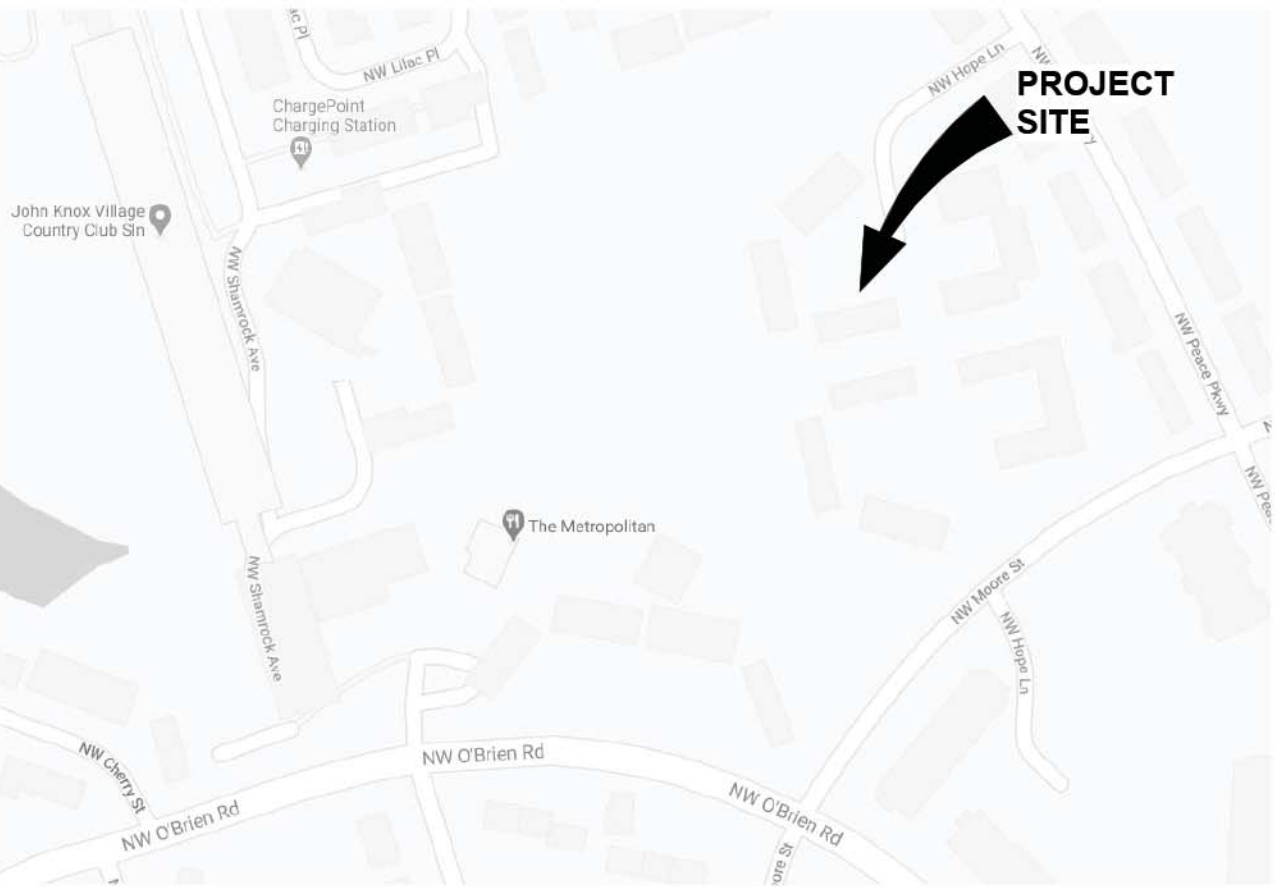 NW Lilac Pl
ChargePoint
Charging Station
NW Hope Ln
PROJECT
SITE
John Knox Village
Country Club Sln
NW Shamrock Ave
NW Peace Pkwy
The Metropolitan
NW Moore St
NW Shamrock Ave
NW Hope Ln
NW Cherry St
NW O'Brien Rd
NW O'Brien Rd
NW O'Brien Rd